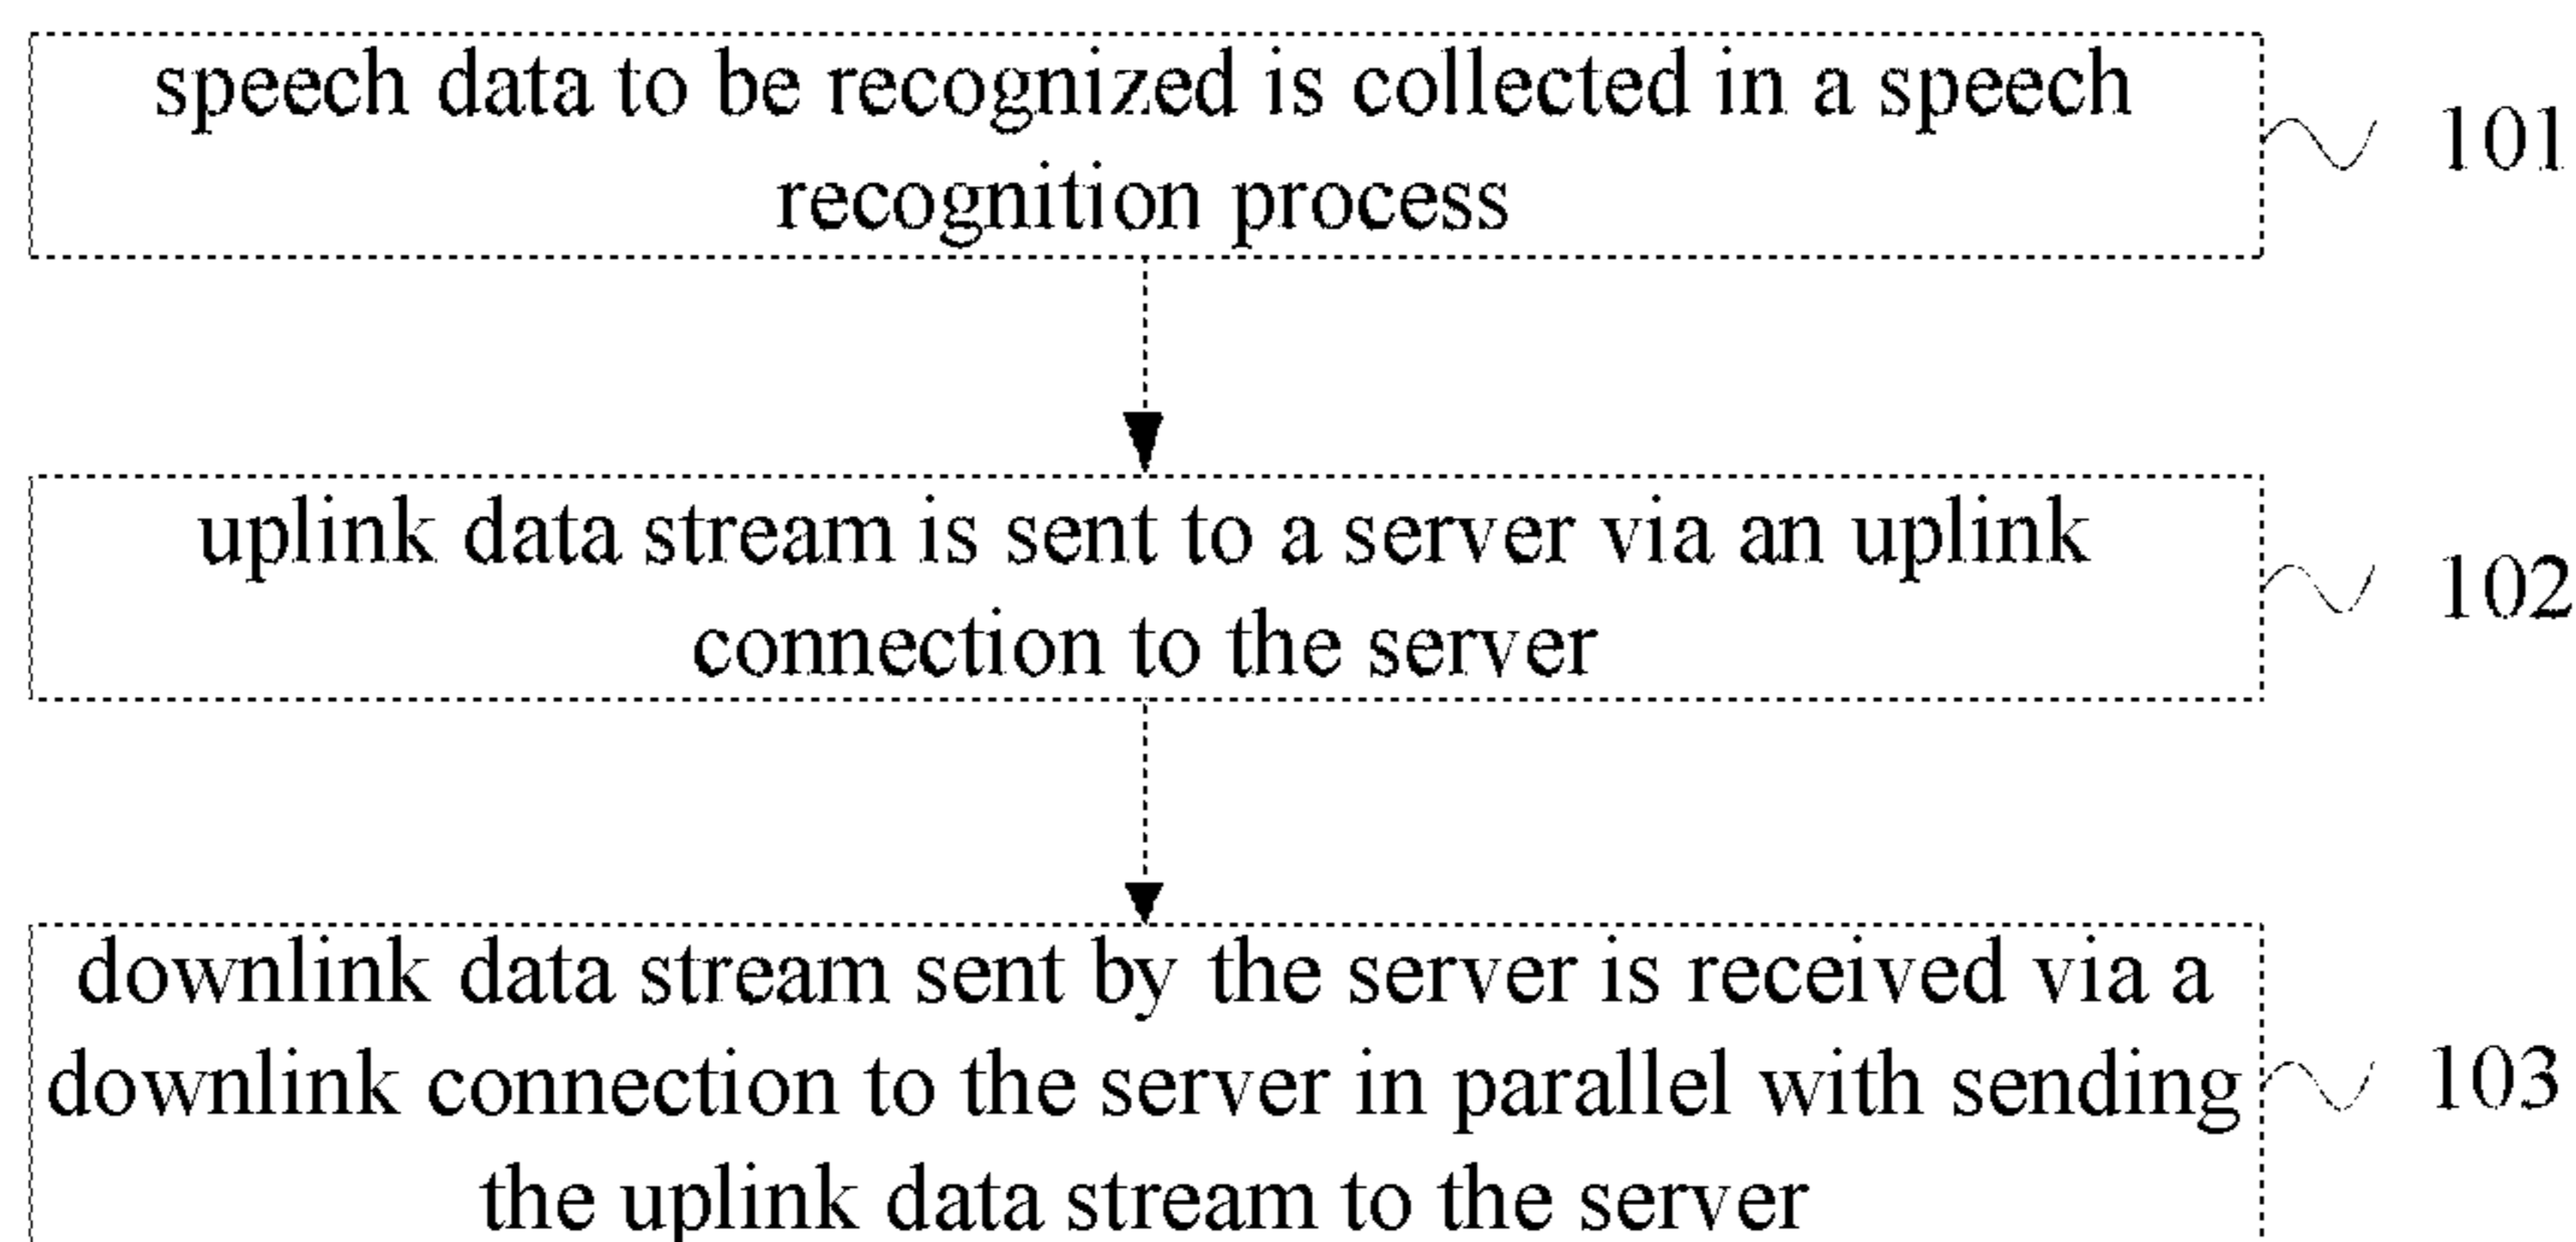 speech data to be recognized is collected in a speech
recognition process
101
uplink data stream is sent to a server via an uplink
connection to the server
102
downlink data stream sent by the server is received via a
downlink connection to the server in parallel with sending
the uplink data stream to the server
103